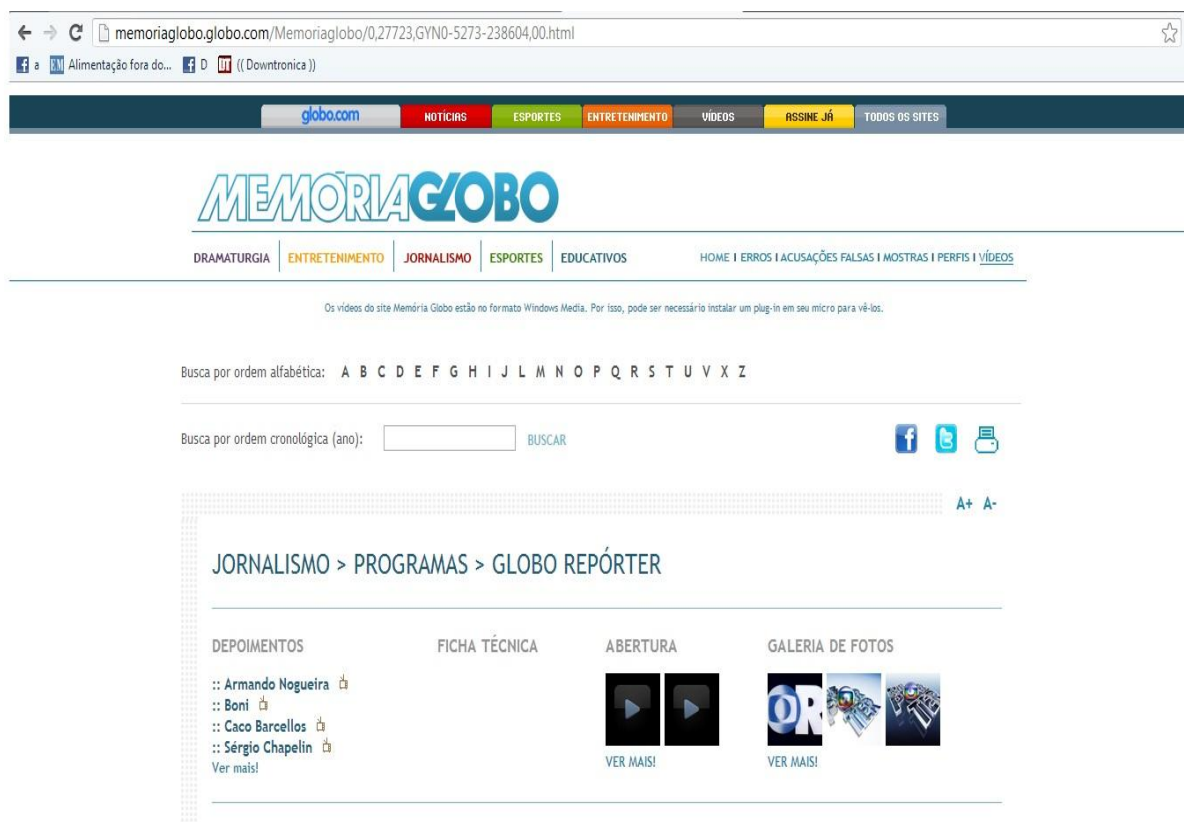 memoriaglobo.globo.com/Memoriaglobo/0,27723,GYN0-5273-238604,00.html
a EM Alimentação fora do... D UT (( Downtronica ))
globo.com NOTÍCIAS ESPORTES ENTRETENIMENTO VÍDEOS ASSINE JÁ TODOS OS SITES
MEMÓRIAGLOBO
DRAMATURGIA ENTRETENIMENTO JORNALISMO ESPORTES EDUCATIVOS HOME I ERROS I ACUSAÇÕES FALSAS I MOSTRAS I PERFIS I VÍDEOS
Os vídeos do site Memória Globo estão no formato Windows Media. Por isso, pode ser necessário instalar um plug-in em seu micro para vê-los.
Busca por ordem alfabética: A B C D E F G H I J L M N O P Q R S T U V X Z
Busca por ordem cronológica (ano): BUSCAR
A+ A-
JORNALISMO > PROGRAMAS > GLOBO REPÓRTER
DEPOIMENTOS FICHA TÉCNICA ABERTURA GALERIA DE FOTOS
:: Armando Nogueira
:: Boni
:: Caco Barcellos
:: Sérgio Chapelin
Ver mais! VER MAIS! VER MAIS!